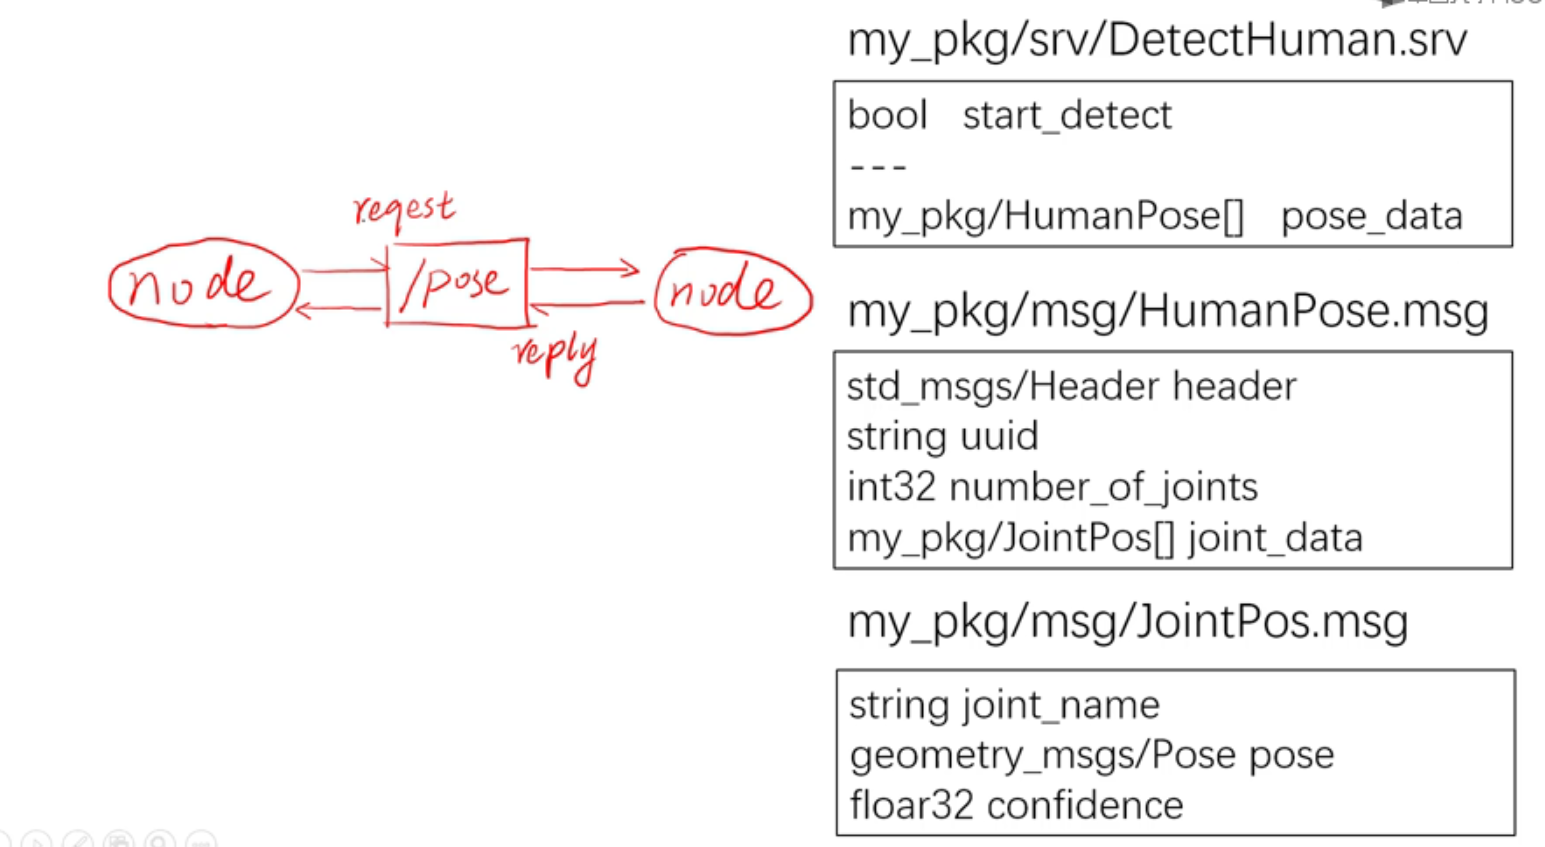 my_pkg/srv/DetectHuman.srv
bool start_detect
---
my_pkg/HumanPose[] pose_data
reqest
node
/pose
node
reply
my_pkg/msg/HumanPose.msg
std_msgs/Header header
string uuid
int32 number_of_joints
my_pkg/JointPos[] joint_data
my_pkg/msg/JointPos.msg
string joint_name
geometry_msgs/Pose pose
floar32 confidence